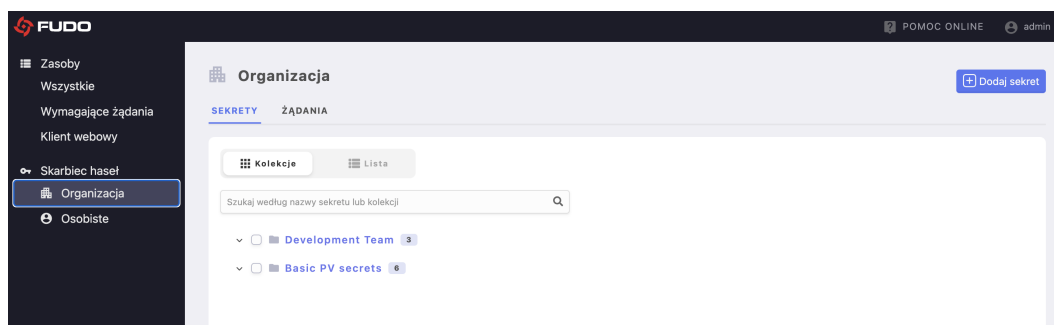 FUDO
POMOC ONLINE admin
Zasoby
Wszystkie
Wymagające żądania
Klient webowy
Skarbiec haseł
Organizacja
Osobiste
Organizacja
Dodaj sekret
SEKRETY ŻĄDANIA
Kolekcje Lista
Szukaj według nazwy sekretu lub kolekcji
Development Team 3
Basic PV secrets 6